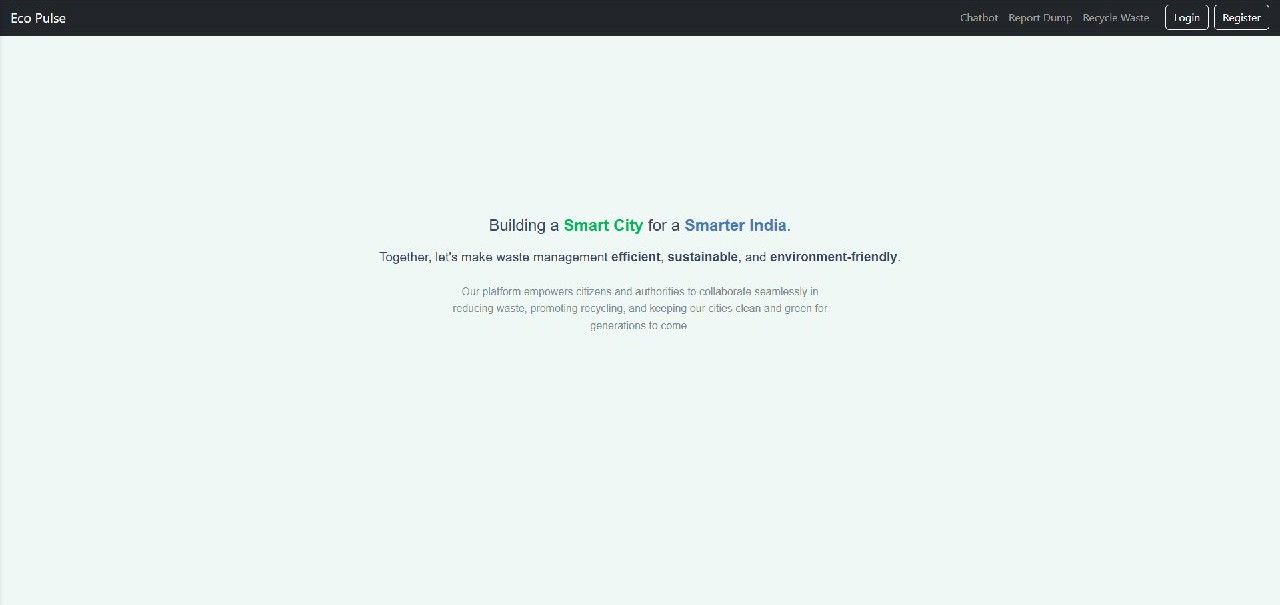 Eco Pulse
Chatbot Report Dump Recycle Waste Login Register
Building a Smart City for a Smarter India.
Together, let's make waste management efficient, sustainable, and environment-friendly.
Our platform empowers citizens and authorities to collaborate seamlessly in
reducing waste, promoting recycling, and keeping our cities clean and green for
generations to come